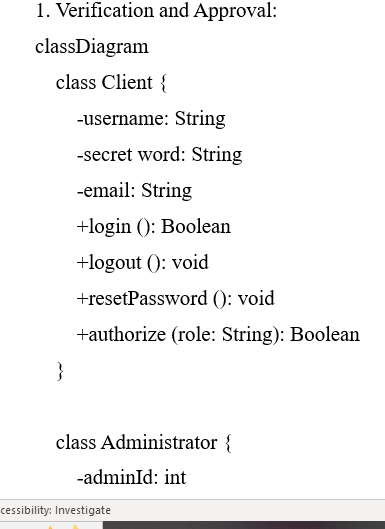 1. Verification and Approval:
classDiagram
class Client {
-username: String
-secret word: String
-email: String
+login (): Boolean
+logout (): void
+resetPassword (): void
+authorize (role: String): Boolean
}
class Administrator {
-adminId: int
cessibility: Investigate